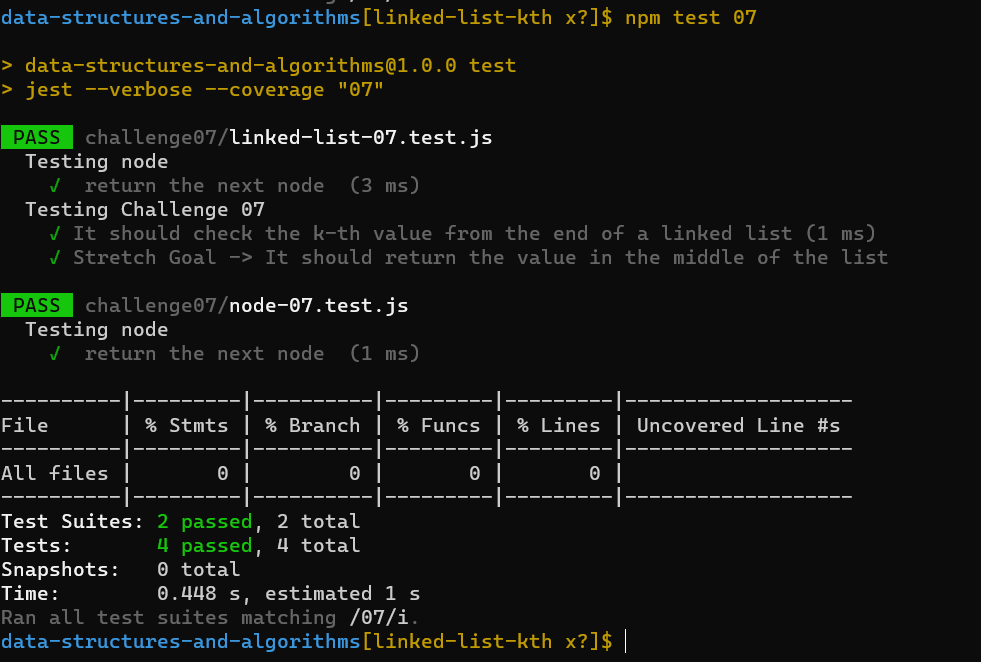 data-structures-and-algorithms[linked-list-kth x?]$ npm test 07
> data-structures-and-algorithms@1.0.0 test
> jest --verbose --coverage "07"
PASS challenge07/linked-list-07.test.js
Testing node
√ return the next node (3 ms)
Testing Challenge 07
√ It should check the k-th value from the end of a linked list (1 ms)
√ Stretch Goal -> It should return the value in the middle of the list
PASS challenge07/node-07.test.js
Testing node
√ return the next node (1 ms)
----------|---------|----------|---------|---------|-------------------
File      | % Stmts | % Branch | % Funcs | % Lines | Uncovered Line #s
----------|---------|----------|---------|---------|-------------------
All files |       0 |        0 |       0 |       0 |
----------|---------|----------|---------|---------|-------------------
Test Suites: 2 passed, 2 total
Tests:       4 passed, 4 total
Snapshots:   0 total
Time:        0.448 s, estimated 1 s
Ran all test suites matching /07/i.
data-structures-and-algorithms[linked-list-kth x?]$